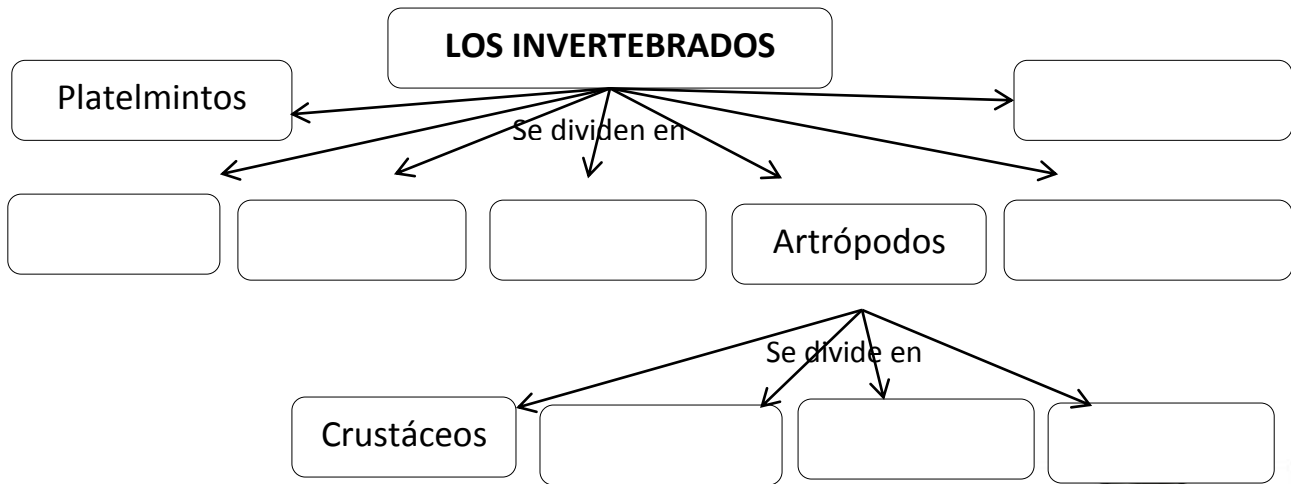 LOS INVERTEBRADOS
Platelmintos
Se dividen en
Artrópodos
Se divide en
Crustáceos